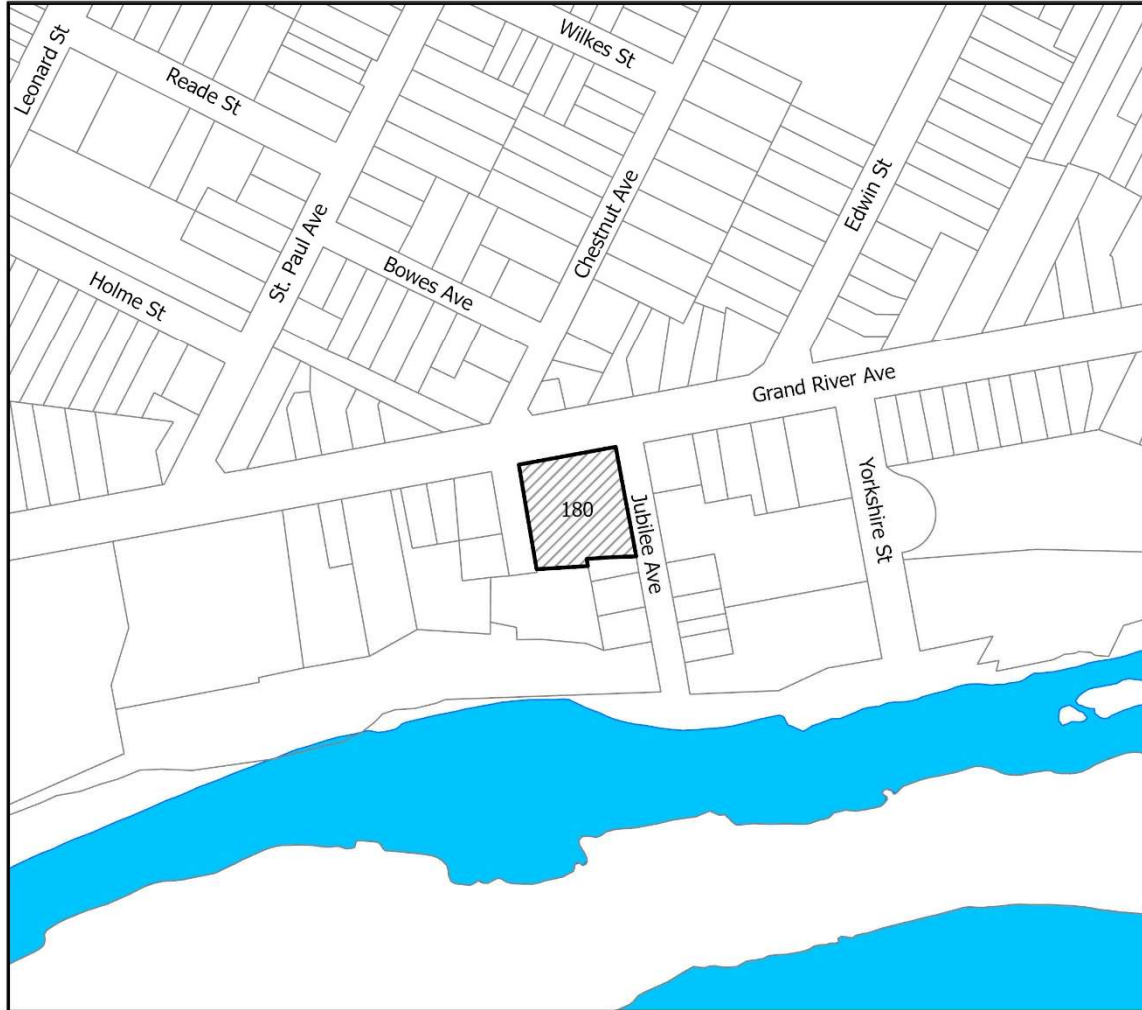 Leonard St
Reade St
Wilkes St
St. Paul Ave
Chestnut Ave
Edwin St
Bowes Ave
Holme St
Grand River Ave
180
Jubilee Ave
Yorkshire St